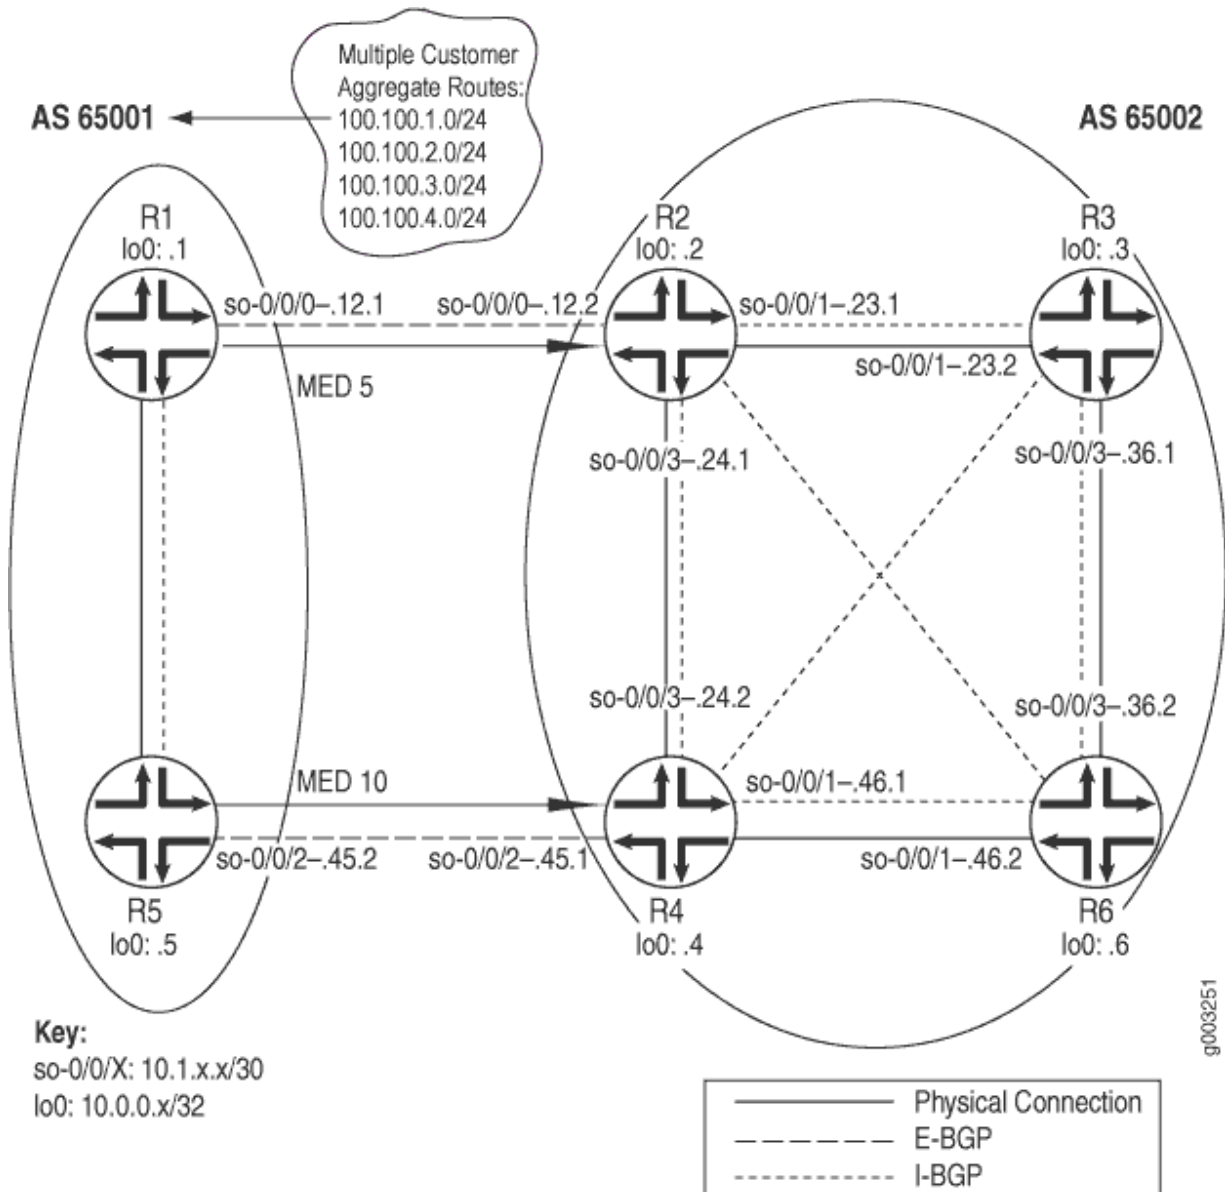 Multiple Customer
Aggregate Routes:
AS 65001
100.100.1.0/24
AS 65002
100.100.2.0/24
100.100.3.0/24
100.100.4.0/24
R1
lo0: .1
R2
lo0: .2
R3
lo0: .3
so-0/0/0–.12.1
so-0/0/0–.12.2
so-0/0/1–.23.1
so-0/0/1–.23.2
MED 5
so-0/0/3–.24.1
so-0/0/3–.36.1
so-0/0/3–.24.2
so-0/0/3–.36.2
MED 10
so-0/0/1–.46.1
so-0/0/2–.45.2
so-0/0/2–.45.1
so-0/0/1–.46.2
R5
lo0: .5
R4
lo0: .4
R6
lo0: .6
Key:
so-0/0/X: 10.1.x.x/30
lo0: 10.0.0.x/32
g003251
Physical Connection
E-BGP
I-BGP